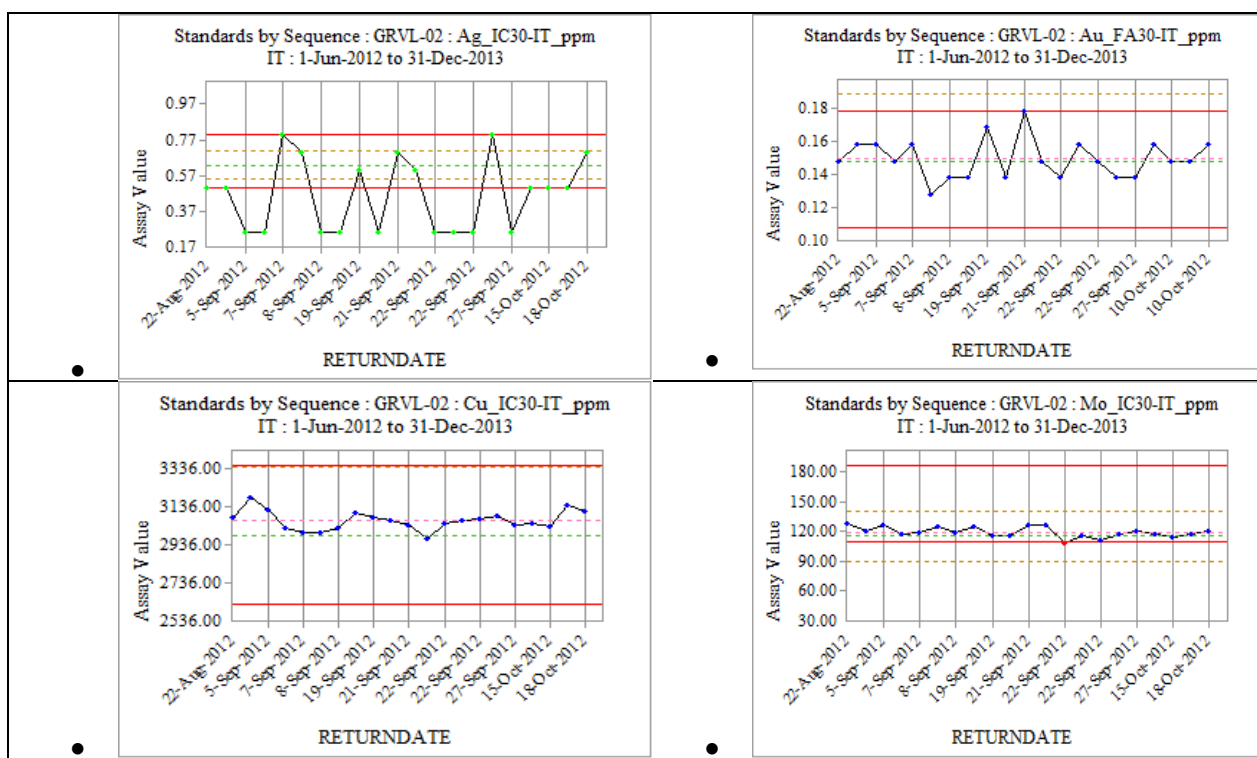 Standards by Sequence : GRVL-02 : Ag_IC30-IT_ppm
IT : 1-Jun-2012 to 31-Dec-2013
Assay Value
0.97
0.77
0.57
0.37
0.17
22-Aug-2012
5-Sep-2012
7-Sep-2012
8-Sep-2012
19-Sep-2012
21-Sep-2012
22-Sep-2012
22-Sep-2012
27-Sep-2012
15-Oct-2012
18-Oct-2012
RETURNDATE
Standards by Sequence : GRVL-02 : Au_FA30-IT_ppm
IT : 1-Jun-2012 to 31-Dec-2013
Assay Value
0.18
0.16
0.14
0.12
0.10
22-Aug-2012
5-Sep-2012
7-Sep-2012
8-Sep-2012
19-Sep-2012
21-Sep-2012
22-Sep-2012
22-Sep-2012
27-Sep-2012
10-Oct-2012
10-Oct-2012
RETURNDATE
Standards by Sequence : GRVL-02 : Cu_IC30-IT_ppm
IT : 1-Jun-2012 to 31-Dec-2013
Assay Value
3336.00
3136.00
2936.00
2736.00
2536.00
22-Aug-2012
5-Sep-2012
7-Sep-2012
8-Sep-2012
19-Sep-2012
21-Sep-2012
22-Sep-2012
22-Sep-2012
27-Sep-2012
15-Oct-2012
18-Oct-2012
RETURNDATE
Standards by Sequence : GRVL-02 : Mo_IC30-IT_ppm
IT : 1-Jun-2012 to 31-Dec-2013
Assay Value
180.00
150.00
120.00
90.00
60.00
30.00
22-Aug-2012
5-Sep-2012
7-Sep-2012
8-Sep-2012
19-Sep-2012
21-Sep-2012
22-Sep-2012
22-Sep-2012
27-Sep-2012
15-Oct-2012
18-Oct-2012
RETURNDATE